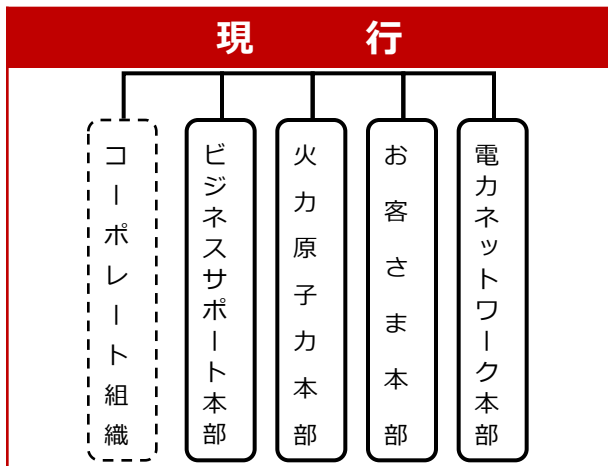 現 行
コーポレート組織
ビジネスサポート本部
火力原子力本部
お客さま本部
電力ネットワーク本部